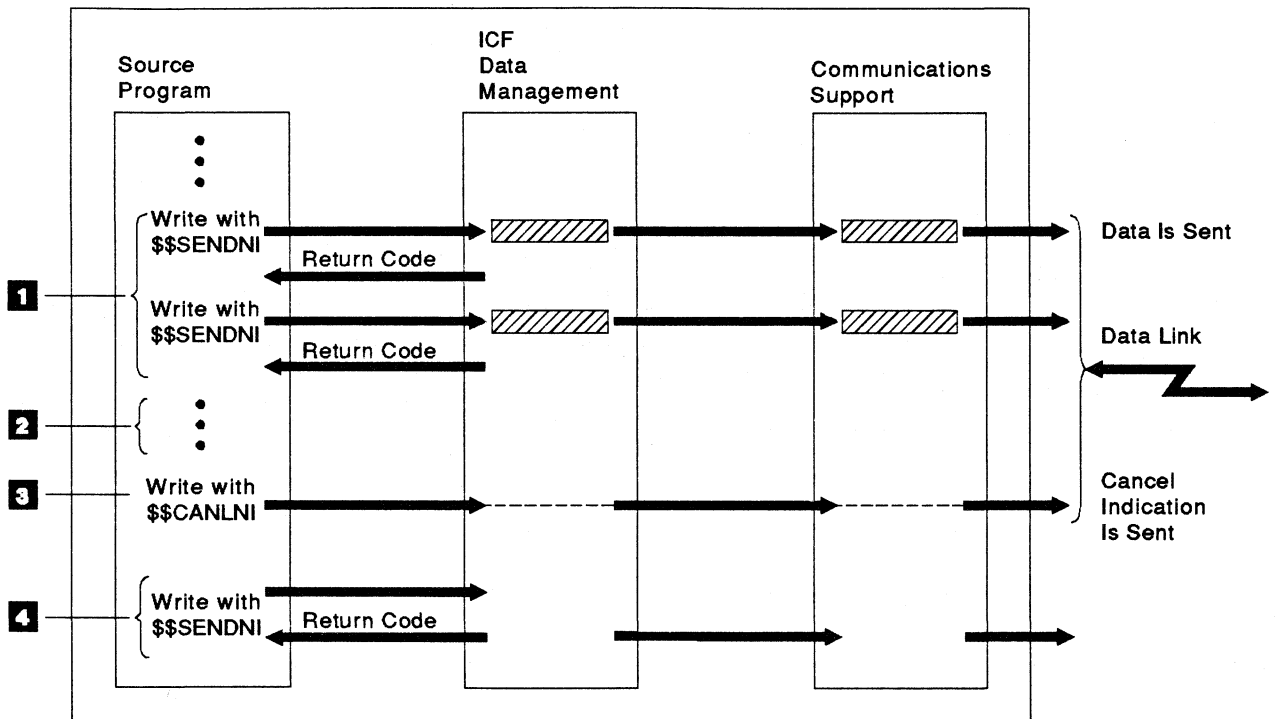 Source
Program
ICF
Data
Management
Communications
Support
1
Write with
$$SENDNI
Return Code
Data Is Sent
Write with
$$SENDNI
Return Code
Data Link
2
3
Write with
$$CANLNI
Cancel
Indication
Is Sent
4
Write with
$$SENDNI
Return Code